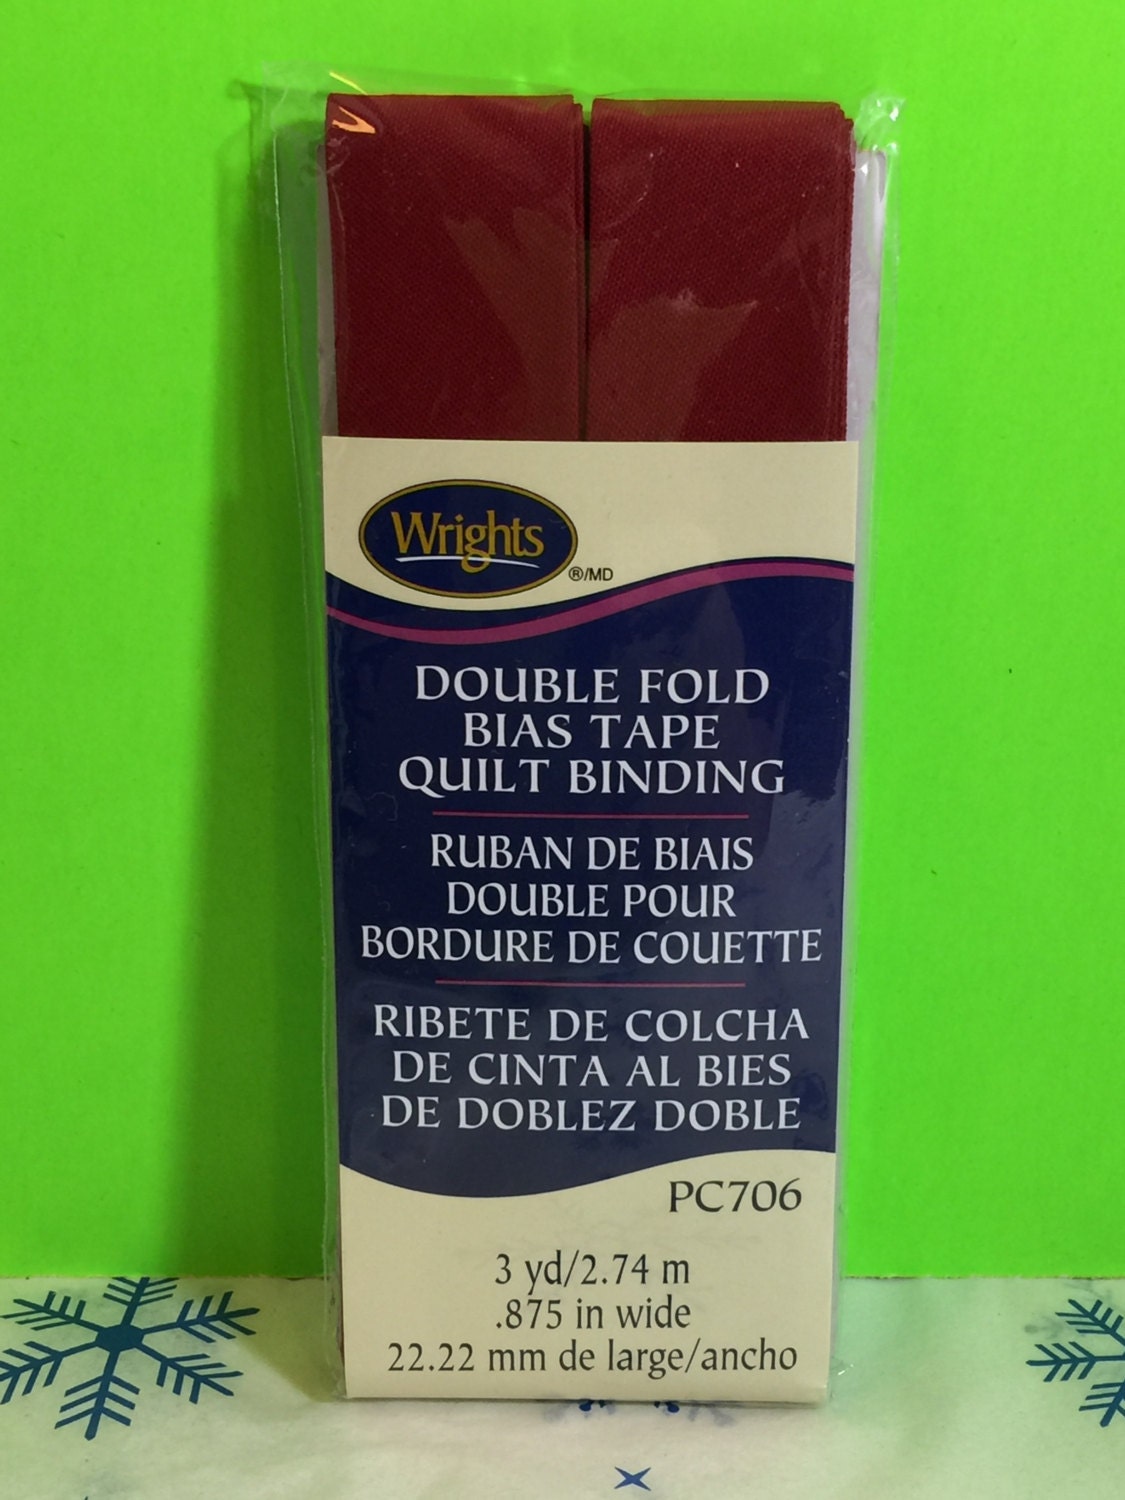 Wrights
®/MD
DOUBLE FOLD
BIAS TAPE
QUILT BINDING
RUBAN DE BIAIS
DOUBLE POUR
BORDURE DE COUETTE
RIBETE DE COLCHA
DE CINTA AL BIES
DE DOBLEZ DOBLE
PC706
3 yd/2.74 m
.875 in wide
22.22 mm de large/ancho